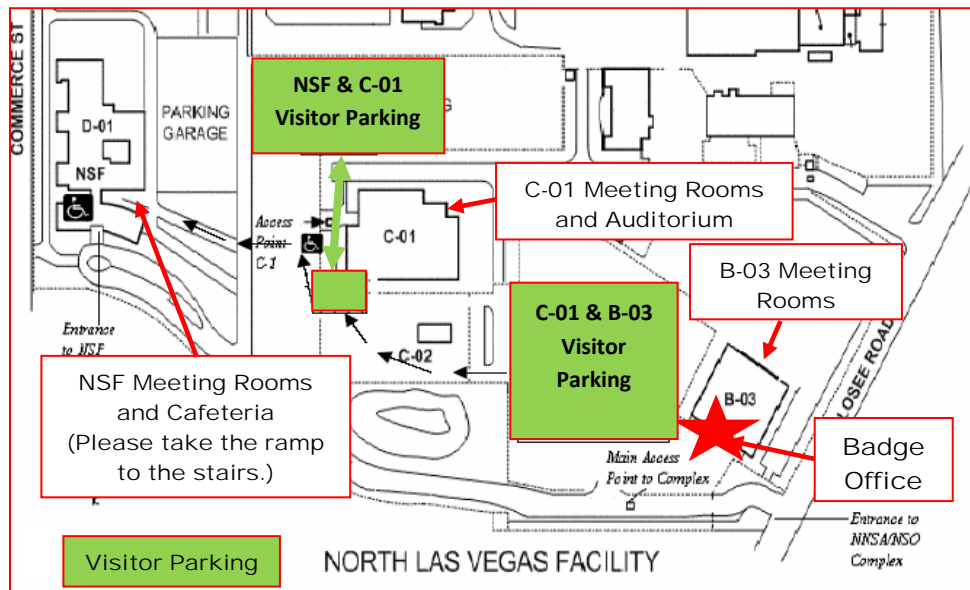 COMMERCE ST
D-01
NSF
PARKING
GARAGE
NSF & C-01
Visitor Parking
C-01 Meeting Rooms
and Auditorium
Access
Point
C-1
C-01
B-03 Meeting
Rooms
C-01 & B-03
Visitor
Parking
C-02
Entrance
to NSF
NSF Meeting Rooms
and Cafeteria
(Please take the ramp
to the stairs.)
B-03
LOSEE ROAD
Badge
Office
Main Access
Point to Complex
Entrance to
NNSA/NSO
Complex
Visitor Parking
NORTH LAS VEGAS FACILITY